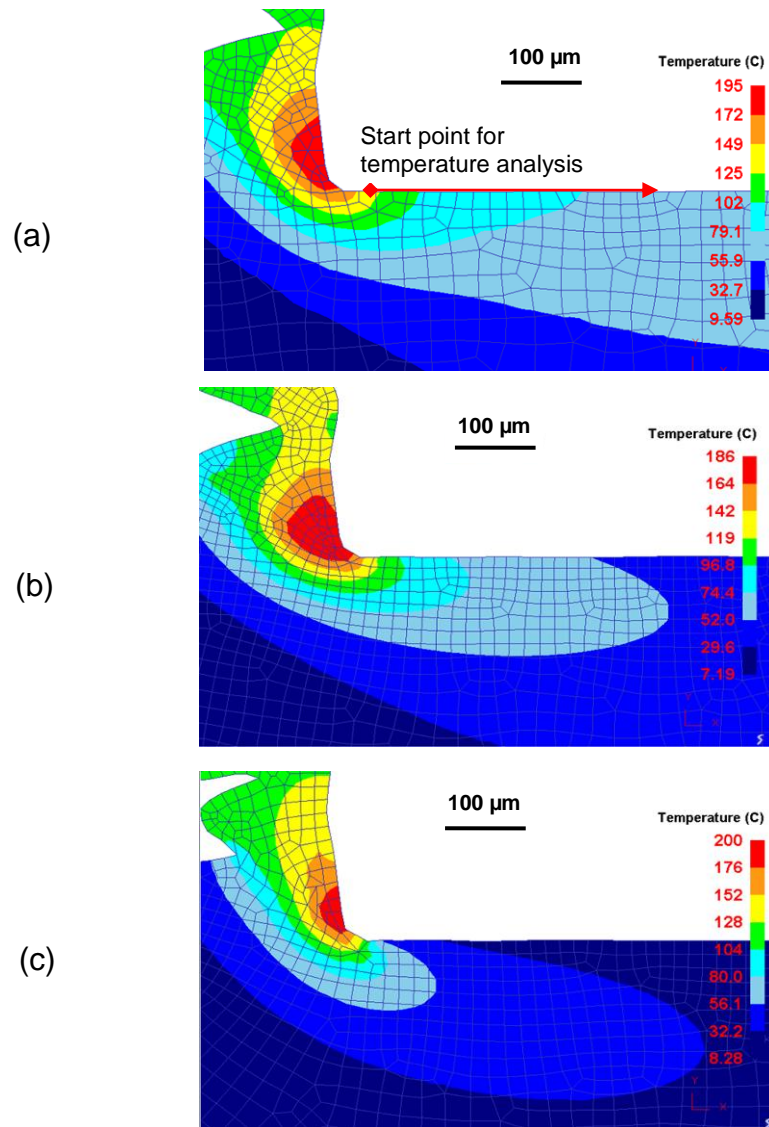 100 µm
Temperature (C)
195
172
149
125
102
79.1
55.9
32.7
9.59
Start point for
temperature analysis
(a)
Y
X
100 µm
Temperature (C)
186
164
142
119
96.8
74.4
52.0
29.6
7.19
(b)
Y
X
S
100 µm
Temperature (C)
200
176
152
128
104
80.0
56.1
32.2
8.28
(c)
Y
X
S